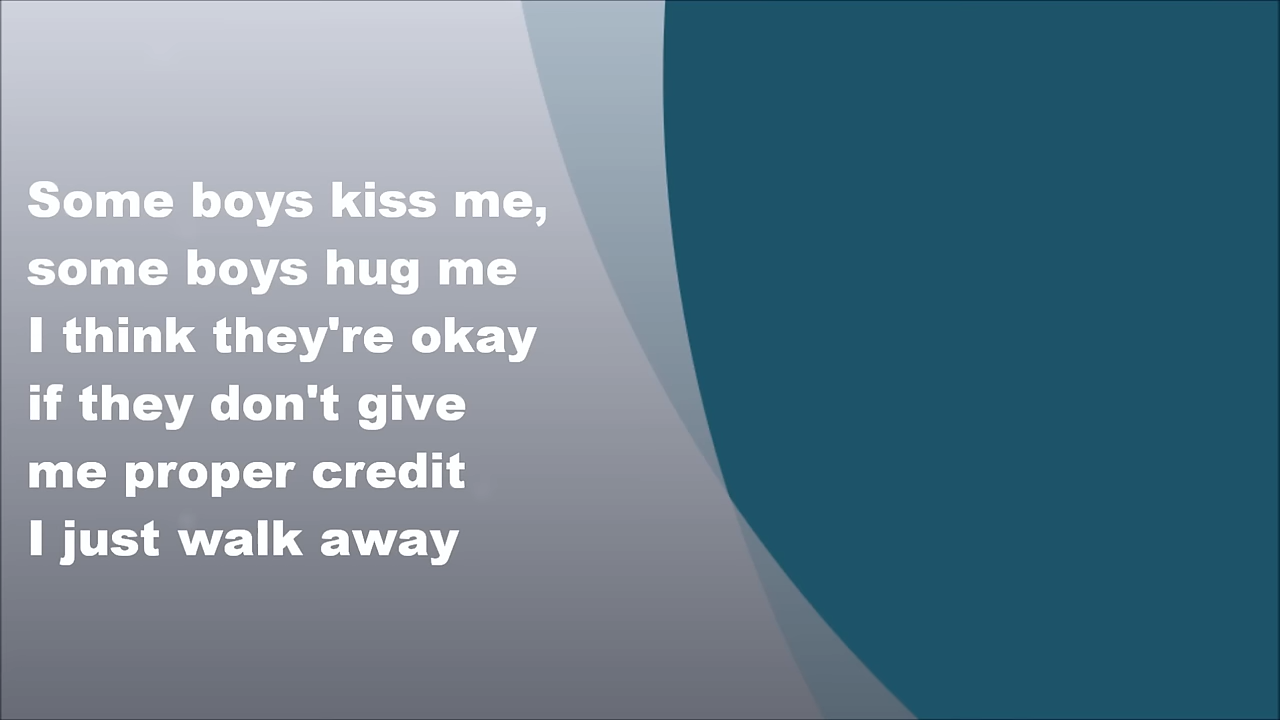 Some boys kiss me,
some boys hug me
I think they're okay
if they don't give
me proper credit
I just walk away